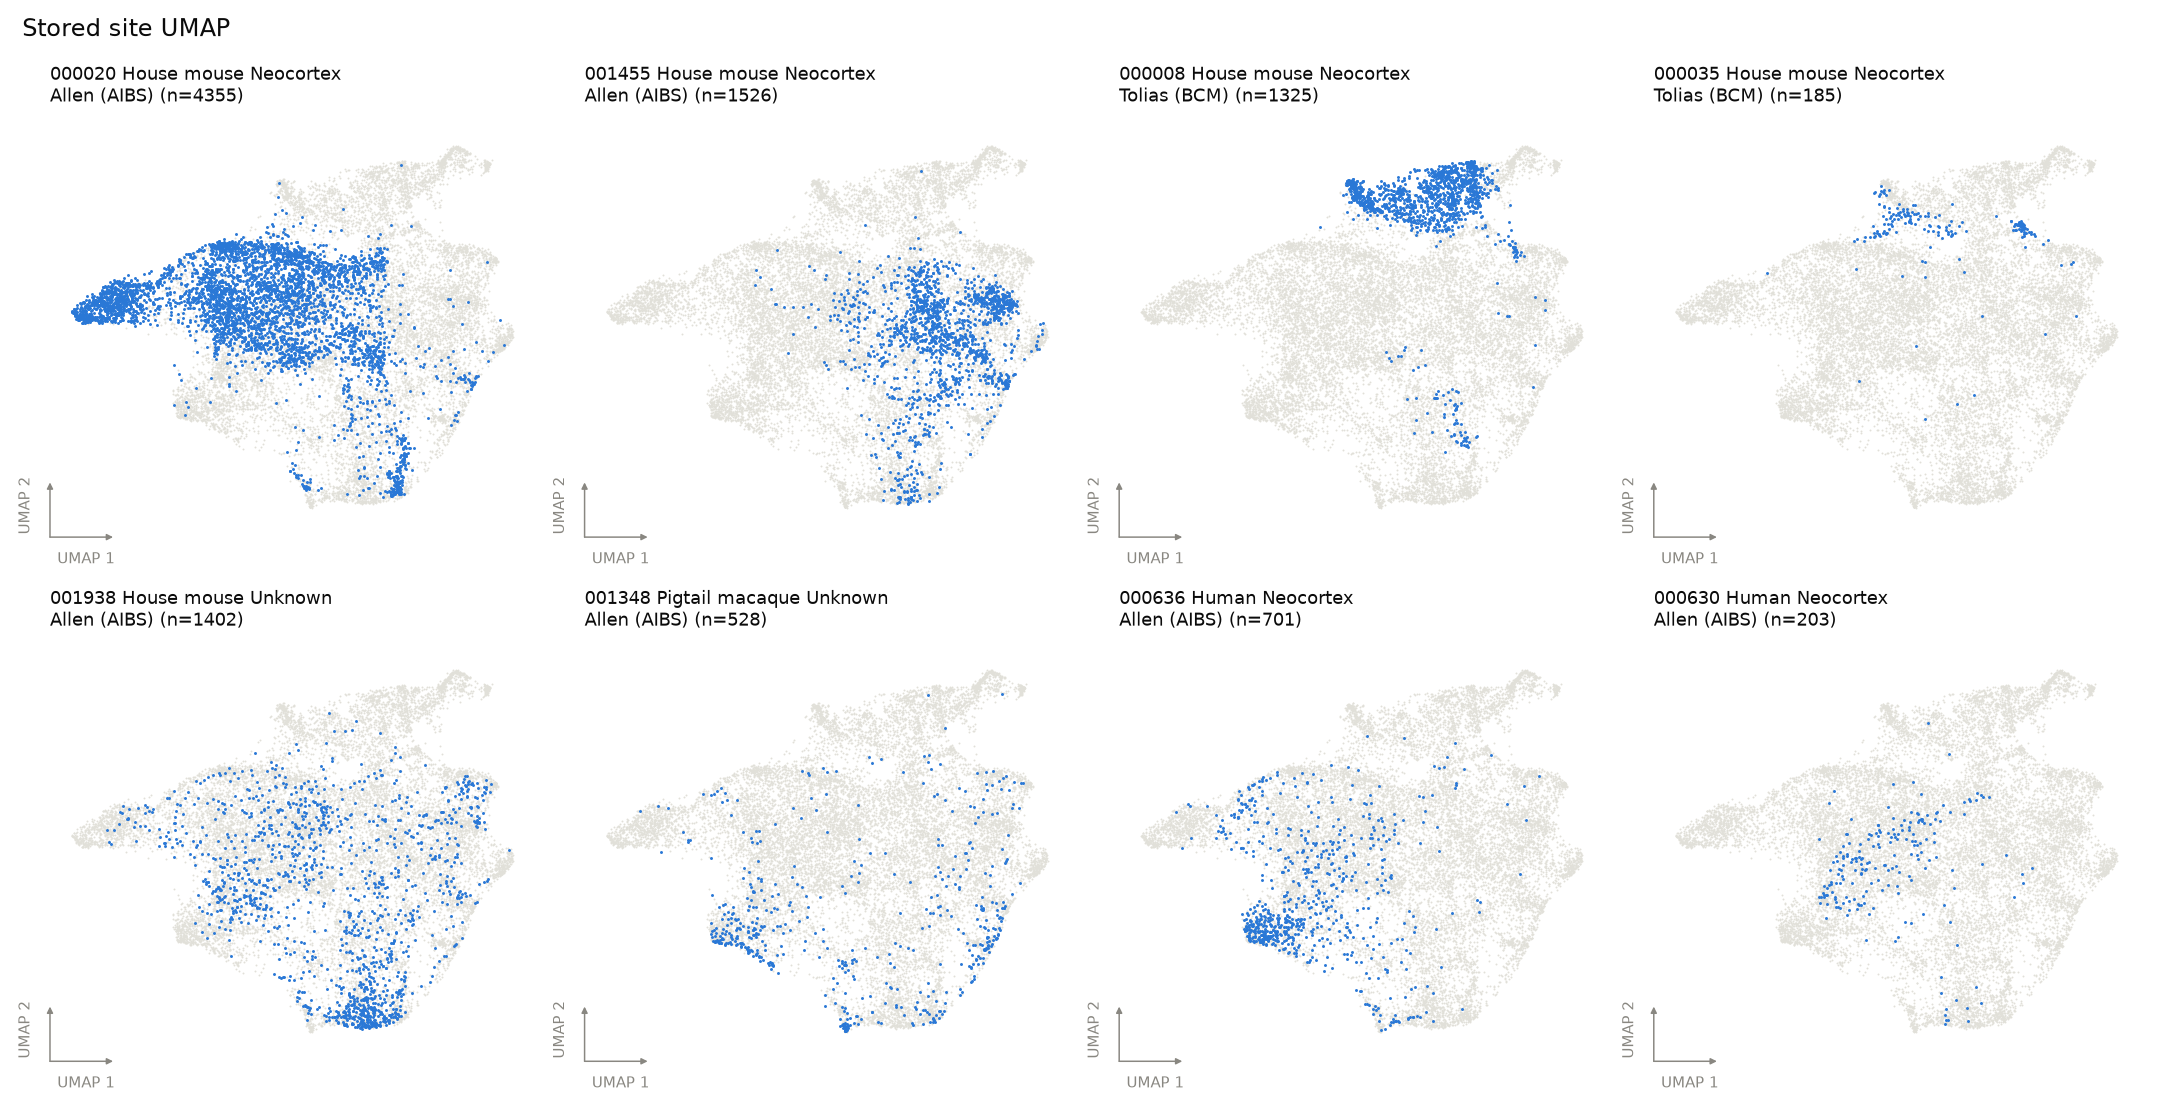 Stored site UMAP
000020 House mouse Neocortex
Allen (AIBS) (n=4355)
001455 House mouse Neocortex
Allen (AIBS) (n=1526)
000008 House mouse Neocortex
Tolias (BCM) (n=1325)
000035 House mouse Neocortex
Tolias (BCM) (n=185)
UMAP 2
UMAP 1
UMAP 2
UMAP 1
UMAP 2
UMAP 1
UMAP 2
UMAP 1
001938 House mouse Unknown
Allen (AIBS) (n=1402)
001348 Pigtail macaque Unknown
Allen (AIBS) (n=528)
000636 Human Neocortex
Allen (AIBS) (n=701)
000630 Human Neocortex
Allen (AIBS) (n=203)
UMAP 2
UMAP 1
UMAP 2
UMAP 1
UMAP 2
UMAP 1
UMAP 2
UMAP 1